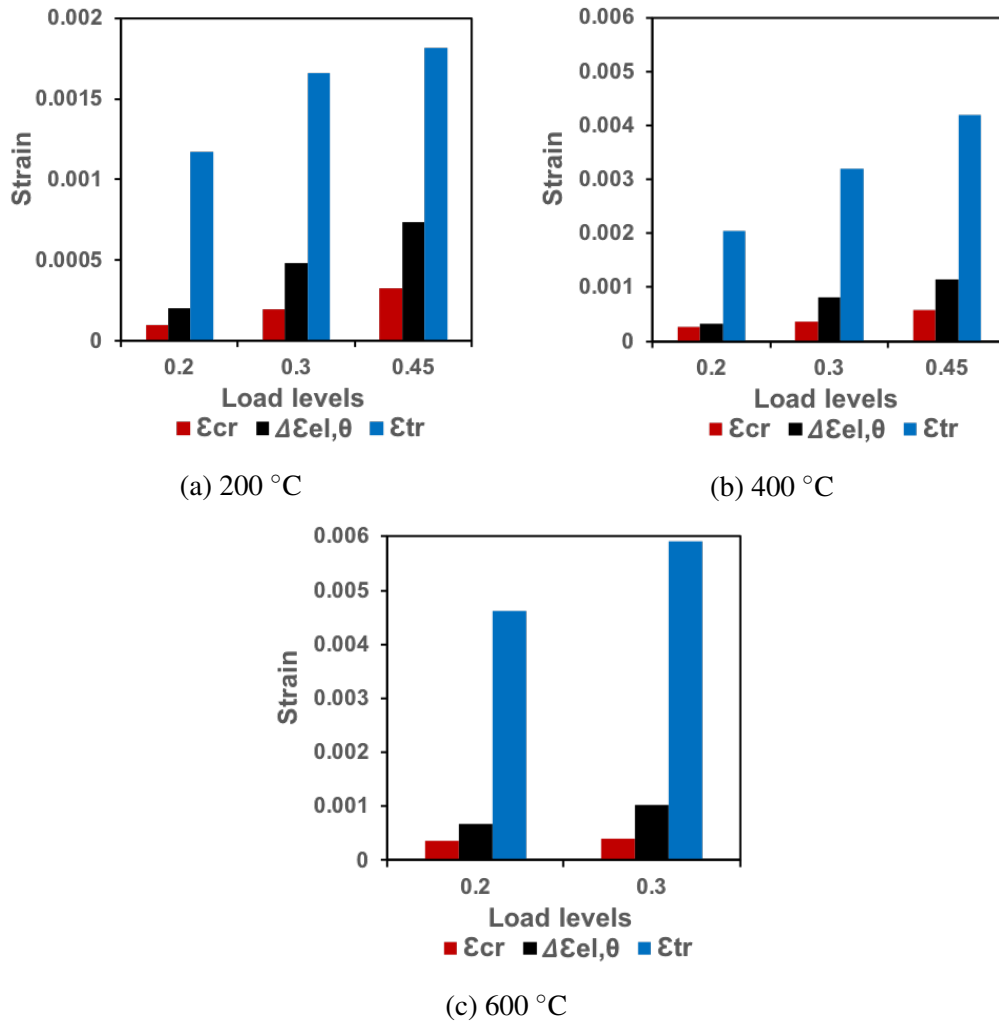 0.002
0.0015
0.001
0.0005
0
Strain
0.2 0.3 0.45
Load levels
Ɛcr ΔƐel,θ Ɛtr
(a) 200 °C
0.006
0.005
0.004
0.003
0.002
0.001
0
Strain
0.2 0.3 0.45
Load levels
Ɛcr ΔƐel,θ Ɛtr
(b) 400 °C
0.006
0.005
0.004
0.003
0.002
0.001
0
Strain
0.2 0.3
Load levels
Ɛcr ΔƐel,θ Ɛtr
(c) 600 °C